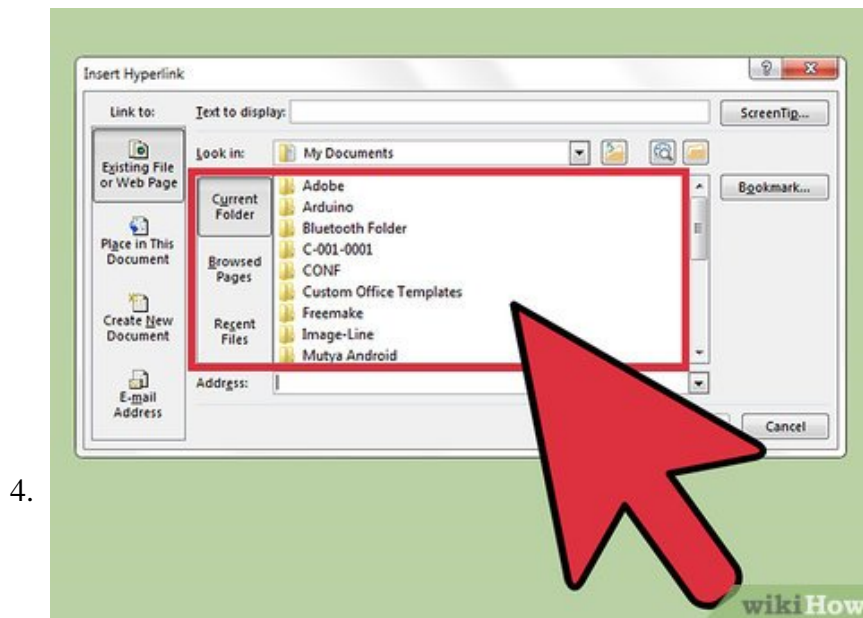 Insert Hyperlink
Link to:
Text to display:
ScreenTip...
Existing File
or Web Page
Look in:
My Documents
Bookmark...
Current
Folder
Adobe
Arduino
Bluetooth Folder
C-001-0001
CONF
Custom Office Templates
Freemake
Image-Line
Mutya Android
Place in This
Document
Browsed
Pages
Create New
Document
Recent
Files
E-mail
Address
Address:
Cancel
4.
wikiHow